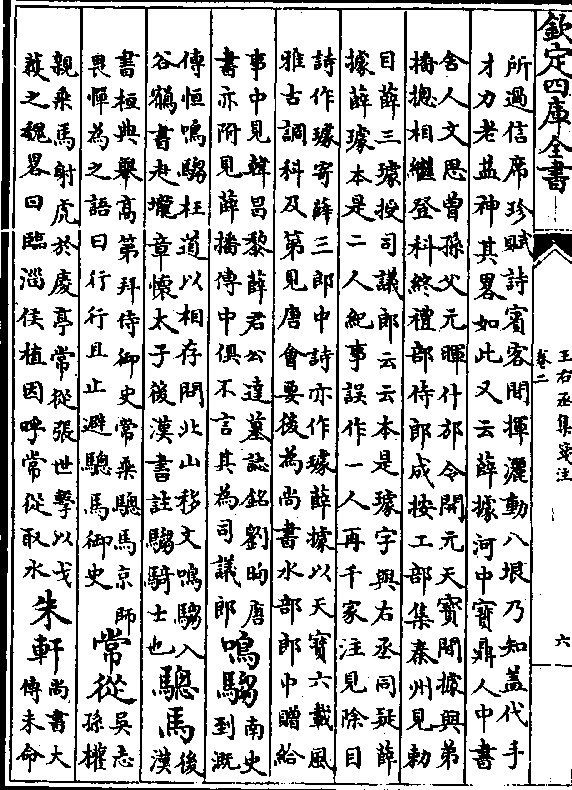 欽定四庫全書
王右丞集箋注
卷二
六
所過信席珍賦詩賓客間揮灑動八垠乃知蓋代手
才力老益神其畧如此又云薛據河中寶鼎人中書
舍人文思曾孫父元暉什邡令開元天寶間據與弟
播摠相繼登科終禮部侍郎成按工部集秦州見勅
目薛三璩授司議郎云云本是璩字與右丞同疑薛
據薛璩本是二人紀事誤作一人再千家注見除目
詩作璩寄薛三郎中詩亦作璩薛據以天寶六載風
雅古調科及第見唐會要後為尚書水部郎中贈給
事中見韓昌黎薛君公達墓誌銘劉昫唐
書亦附見薛播傳中俱不言其為司議郎
鳴騶
南史
到溉
傳恒鳴騶枉道以相存問北山移文鳴騶入
谷鶴書赴壠章懷太子後漢書註騶騎士也
驄馬
後
漢
書桓典舉高第拜侍御史常乘驄馬京師
畏憚為之語曰行行且止避驄馬御史
常從
吳志
孫權
親乘馬射虎於慶亭常從張世擊以戈
獲之魏畧曰臨淄侯植因呼常從取水
朱軒
尚書大
傳未命